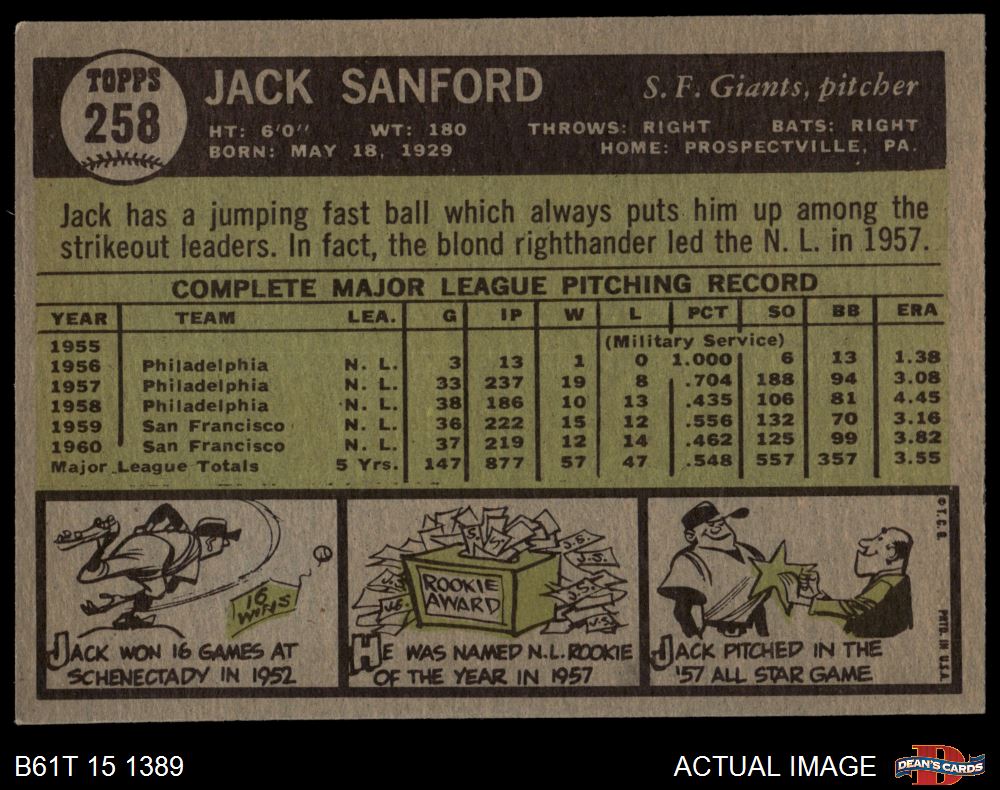 TOPPS
258
JACK SANFORD
S. F. Giants, pitcher
HT: 6'0" WT: 180 THROWS: RIGHT BATS: RIGHT
BORN: MAY 18, 1929 HOME: PROSPECTVILLE, PA.
Jack has a jumping fast ball which always puts him up among the
strikeout leaders. In fact, the blond righthander led the N. L. in 1957.
COMPLETE MAJOR LEAGUE PITCHING RECORD
YEAR TEAM LEA. G IP W L PCT SO BB ERA
1955 (Military Service)
1956 Philadelphia N. L. 3 13 1 0 1.000 6 13 1.38
1957 Philadelphia N. L. 33 237 19 8 .704 188 94 3.08
1958 Philadelphia N. L. 38 186 10 13 .435 106 81 4.45
1959 San Francisco N. L. 36 222 15 12 .556 132 70 3.16
1960 San Francisco N. L. 37 219 12 14 .462 125 99 3.82
Major League Totals 5 Yrs. 147 877 57 47 .548 557 357 3.55
16
WINS
JACK WON 16 GAMES AT
SCHENECTADY IN 1952
J.S.
J.S.
J.S.
J.S.
J.S.
ROOKIE
AWARD
HE WAS NAMED N.L. ROOKIE
OF THE YEAR IN 1957
JACK PITCHED IN THE
'57 ALL STAR GAME
© T. C. G.
PRTD. IN U.S.A.
B61T 15 1389
ACTUAL IMAGE
D
DEAN'S CARDS